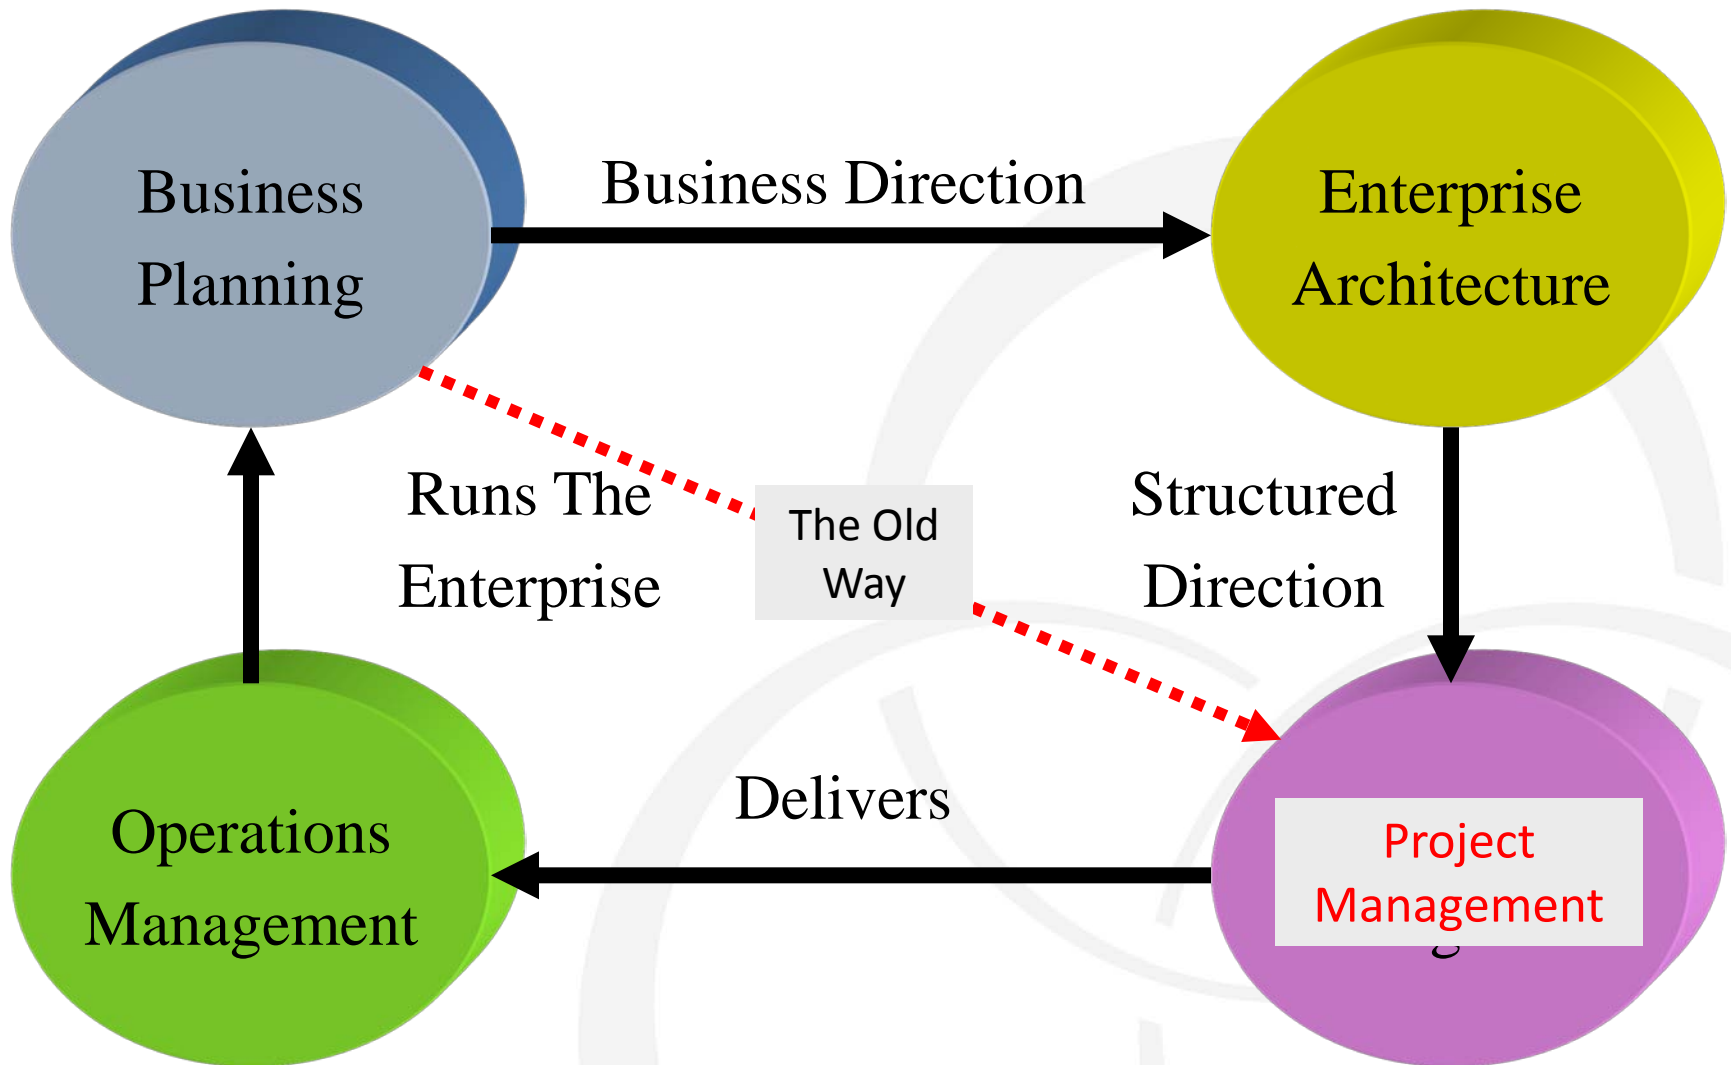 Business
Planning
Business Direction
Enterprise
Architecture
Runs The
Enterprise
The Old
Way
Structured
Direction
Operations
Management
Delivers
Project
Management